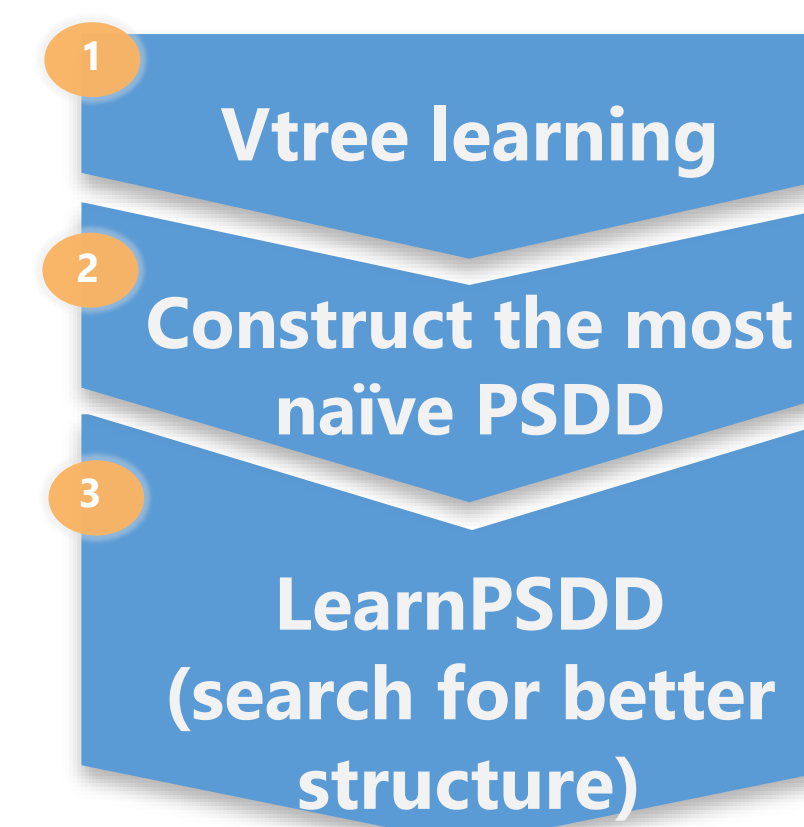 1
Vtree learning
2
Construct the most
naïve PSDD
3
LearnPSDD
(search for better
structure)